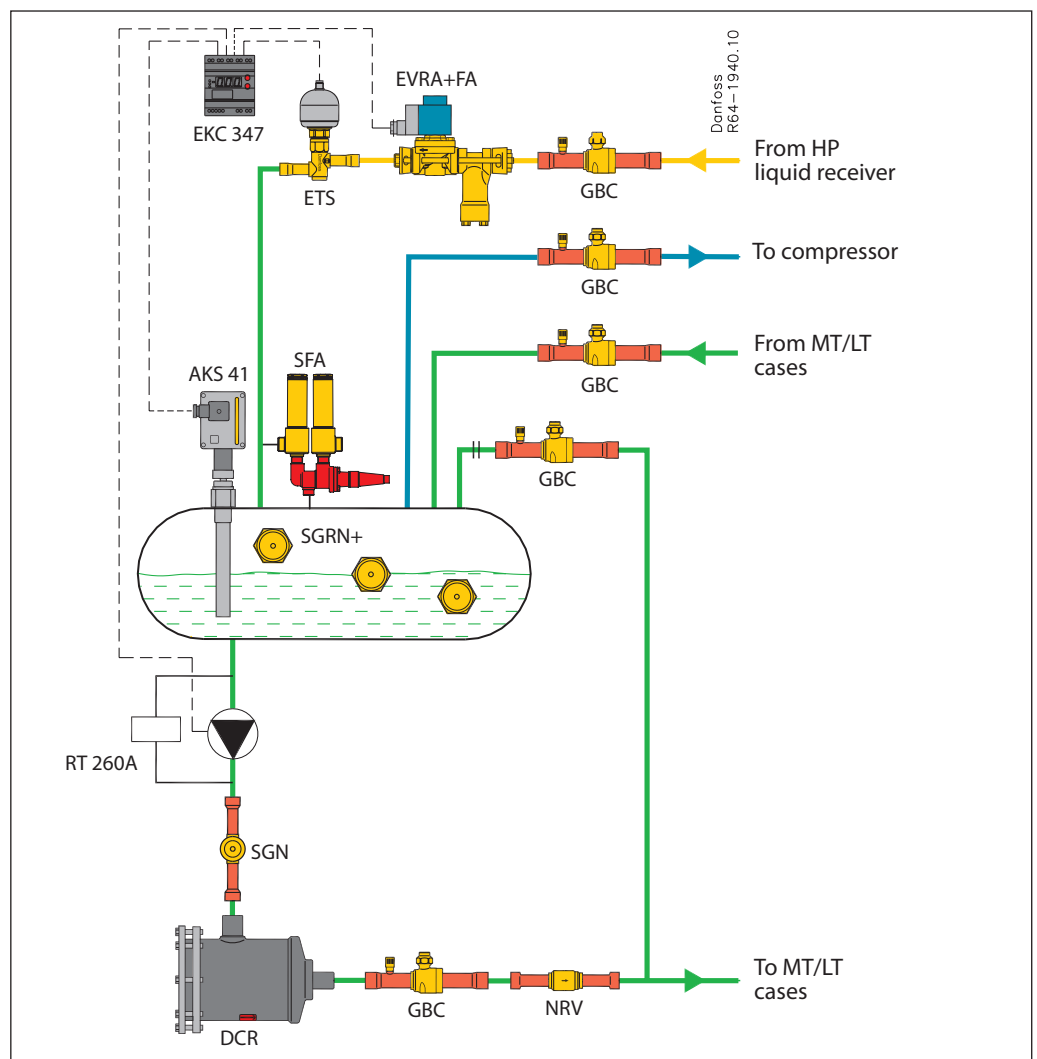 EKC 347
EVRA+FA
ETS
GBC
Danfoss
R64-1940.10
From HP
liquid receiver
GBC
To compressor
GBC
From MT/LT
cases
AKS 41
SFA
GBC
SGRN+
RT 260A
SGN
DCR
GBC
NRV
To MT/LT
cases